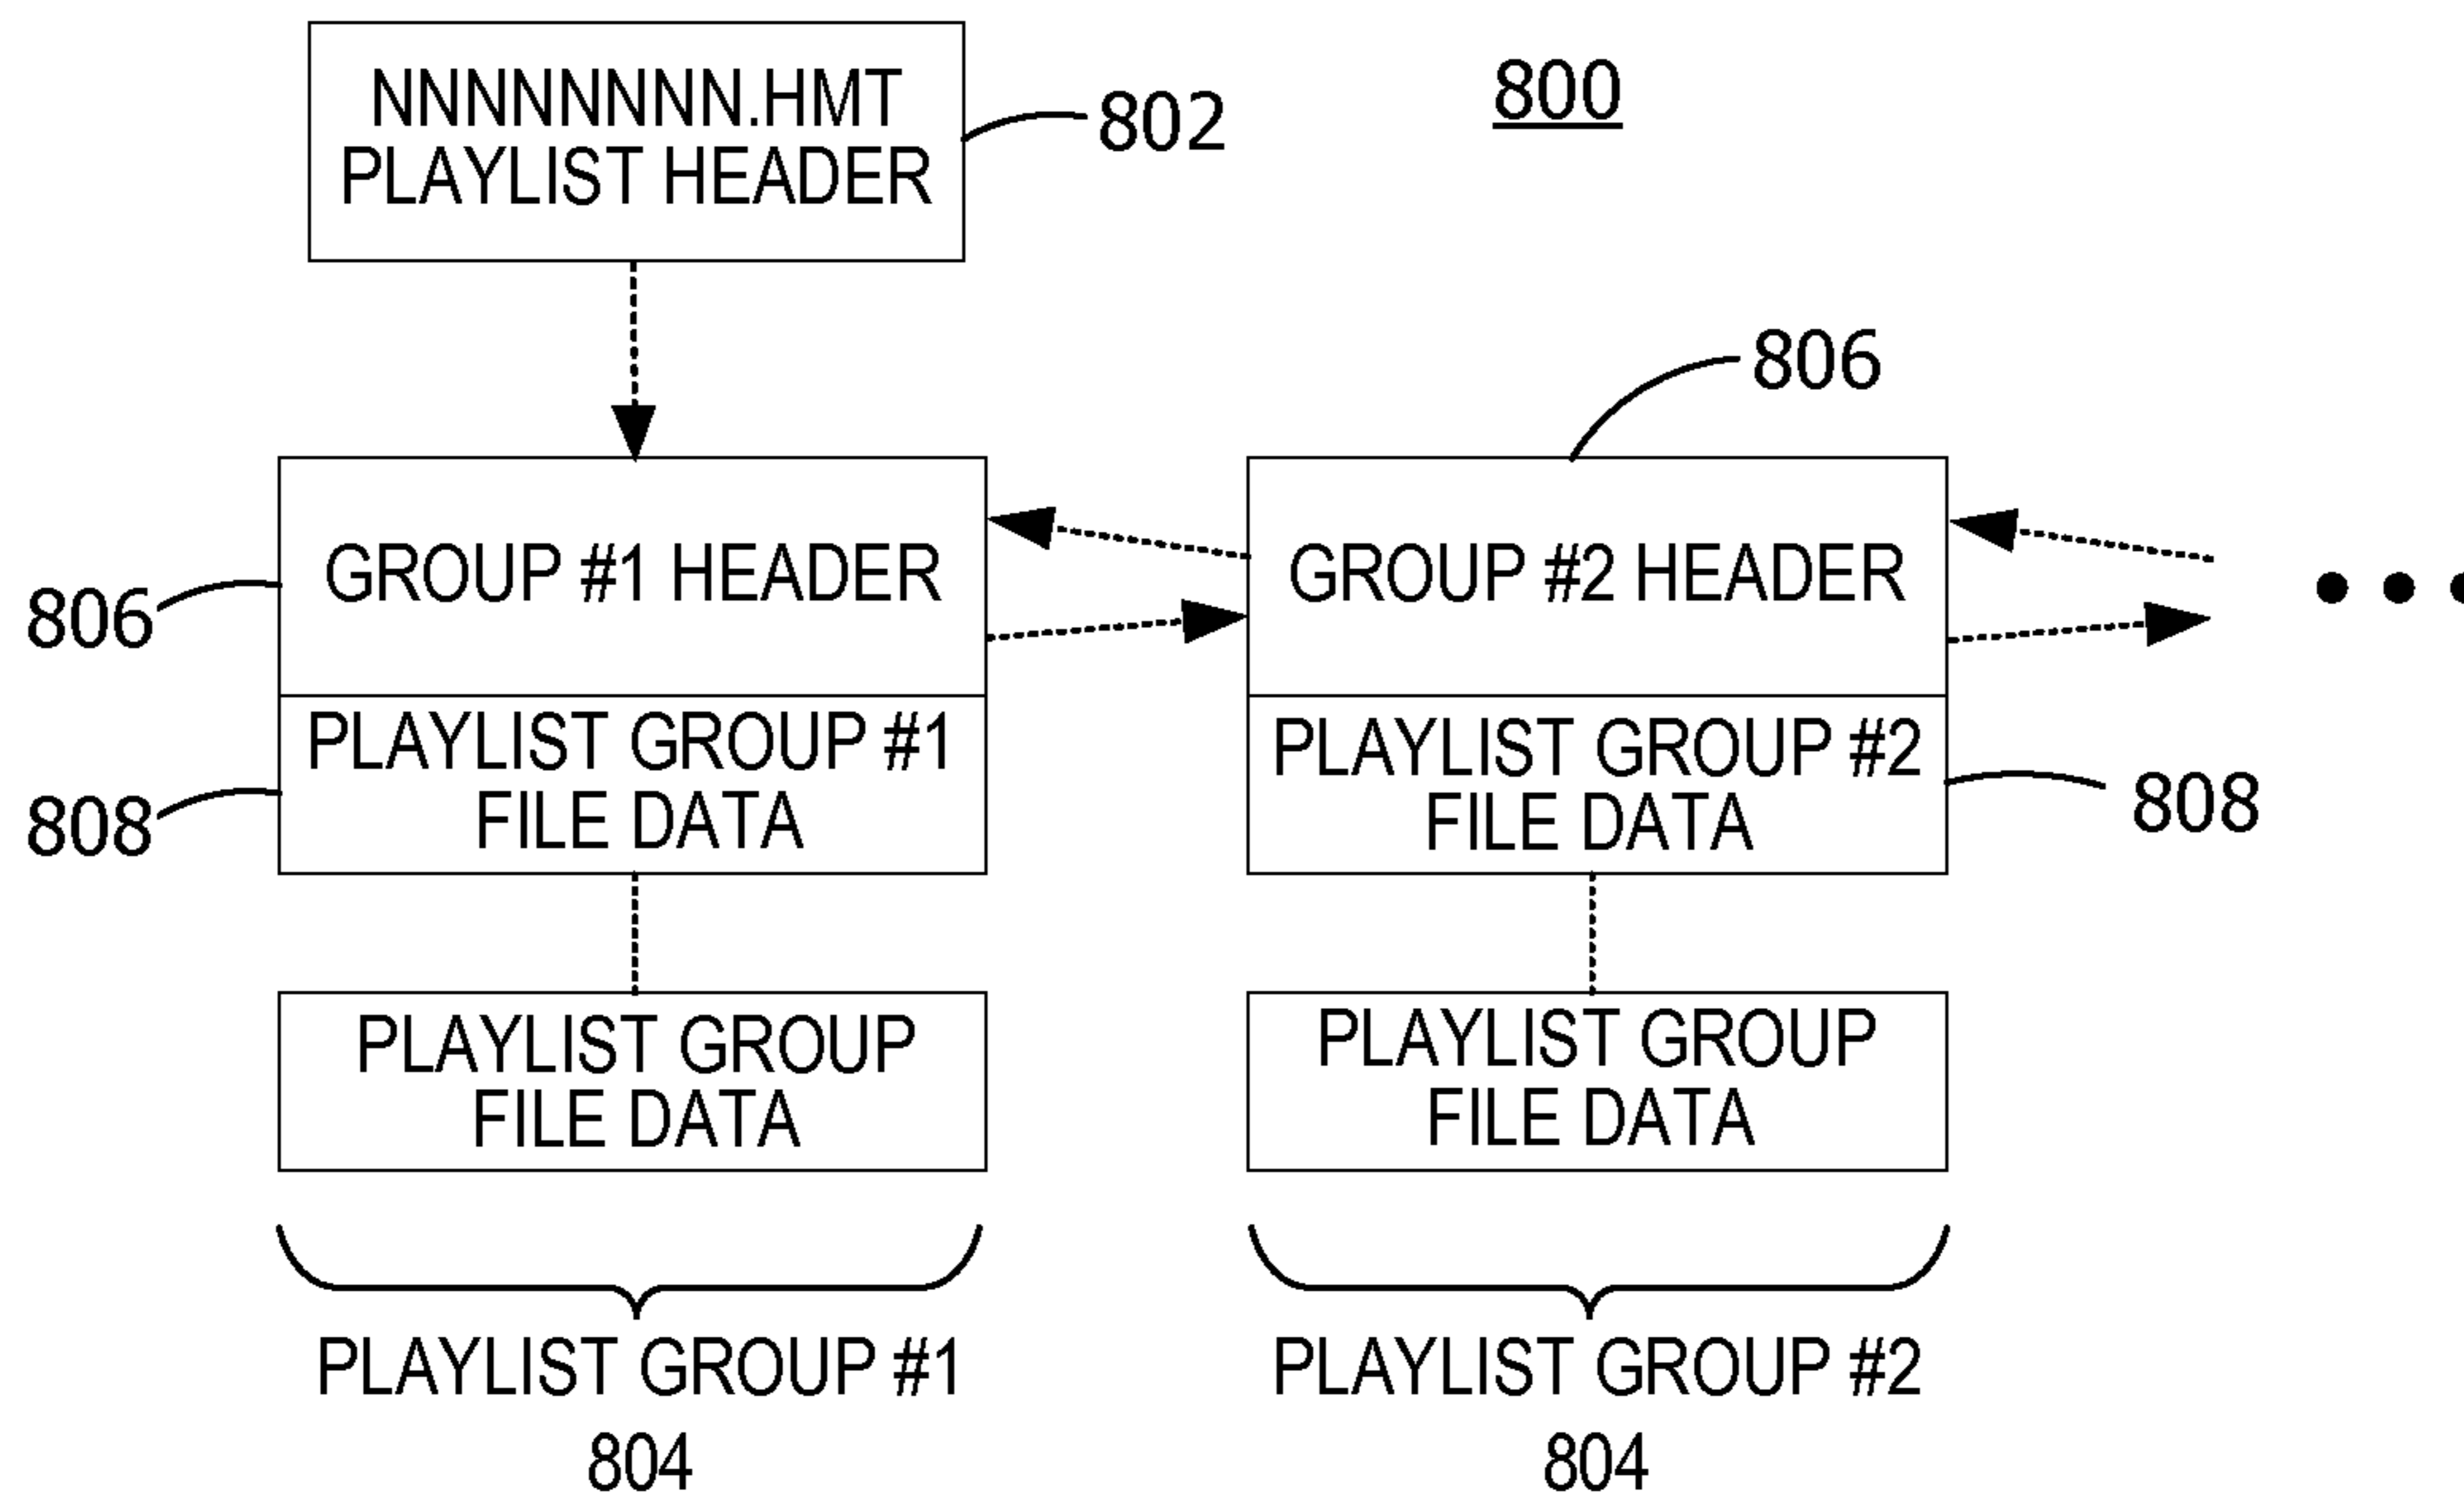 NNNNNNNN.HMT
PLAYLIST HEADER
802
800
806
GROUP #1 HEADER
GROUP #2 HEADER
806
PLAYLIST GROUP #1
FILE DATA
808
PLAYLIST GROUP #2
FILE DATA
808
PLAYLIST GROUP
FILE DATA
PLAYLIST GROUP
FILE DATA
PLAYLIST GROUP #1
804
PLAYLIST GROUP #2
804